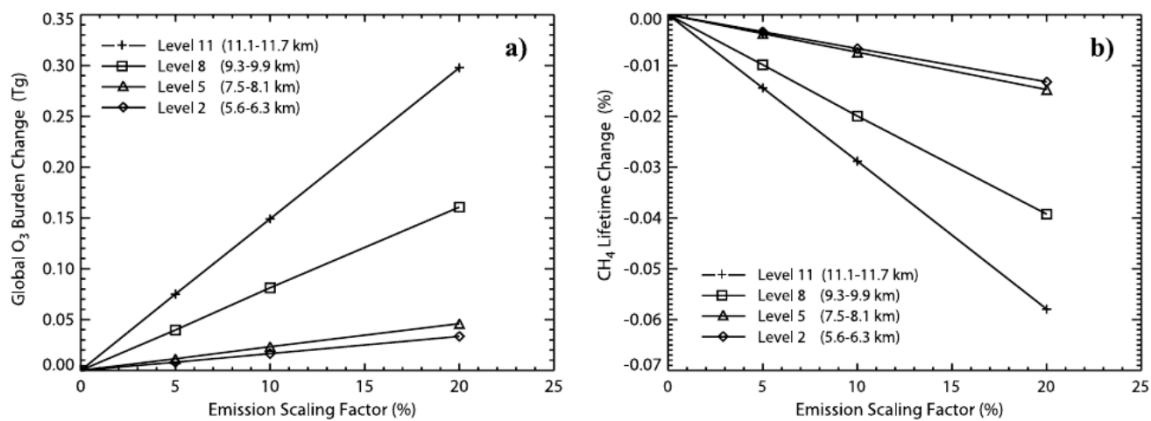 a)
Level 11 (11.1-11.7 km)
Level 8 (9.3-9.9 km)
Level 5 (7.5-8.1 km)
Level 2 (5.6-6.3 km)
Global O₃ Burden Change (Tg)
0.35
0.30
0.25
0.20
0.15
0.10
0.05
0.00
0 5 10 15 20 25
Emission Scaling Factor (%)
b)
CH₄ Lifetime Change (%)
0.00
-0.01
-0.02
-0.03
-0.04
-0.05
-0.06
-0.07
Level 11 (11.1-11.7 km)
Level 8 (9.3-9.9 km)
Level 5 (7.5-8.1 km)
Level 2 (5.6-6.3 km)
0 5 10 15 20 25
Emission Scaling Factor (%)